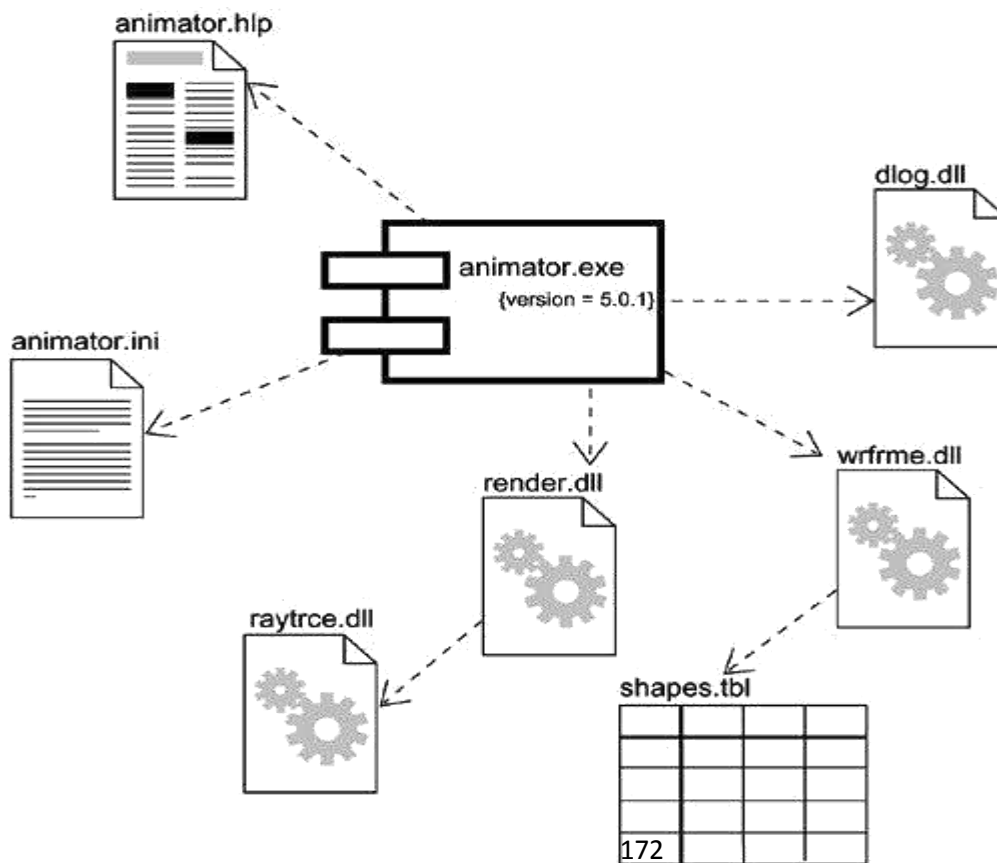 animator.hlp
dlog.dll
animator.exe
{version = 5.0.1}
animator.ini
wrfrme.dll
render.dll
raytrce.dll
shapes.tbl
172